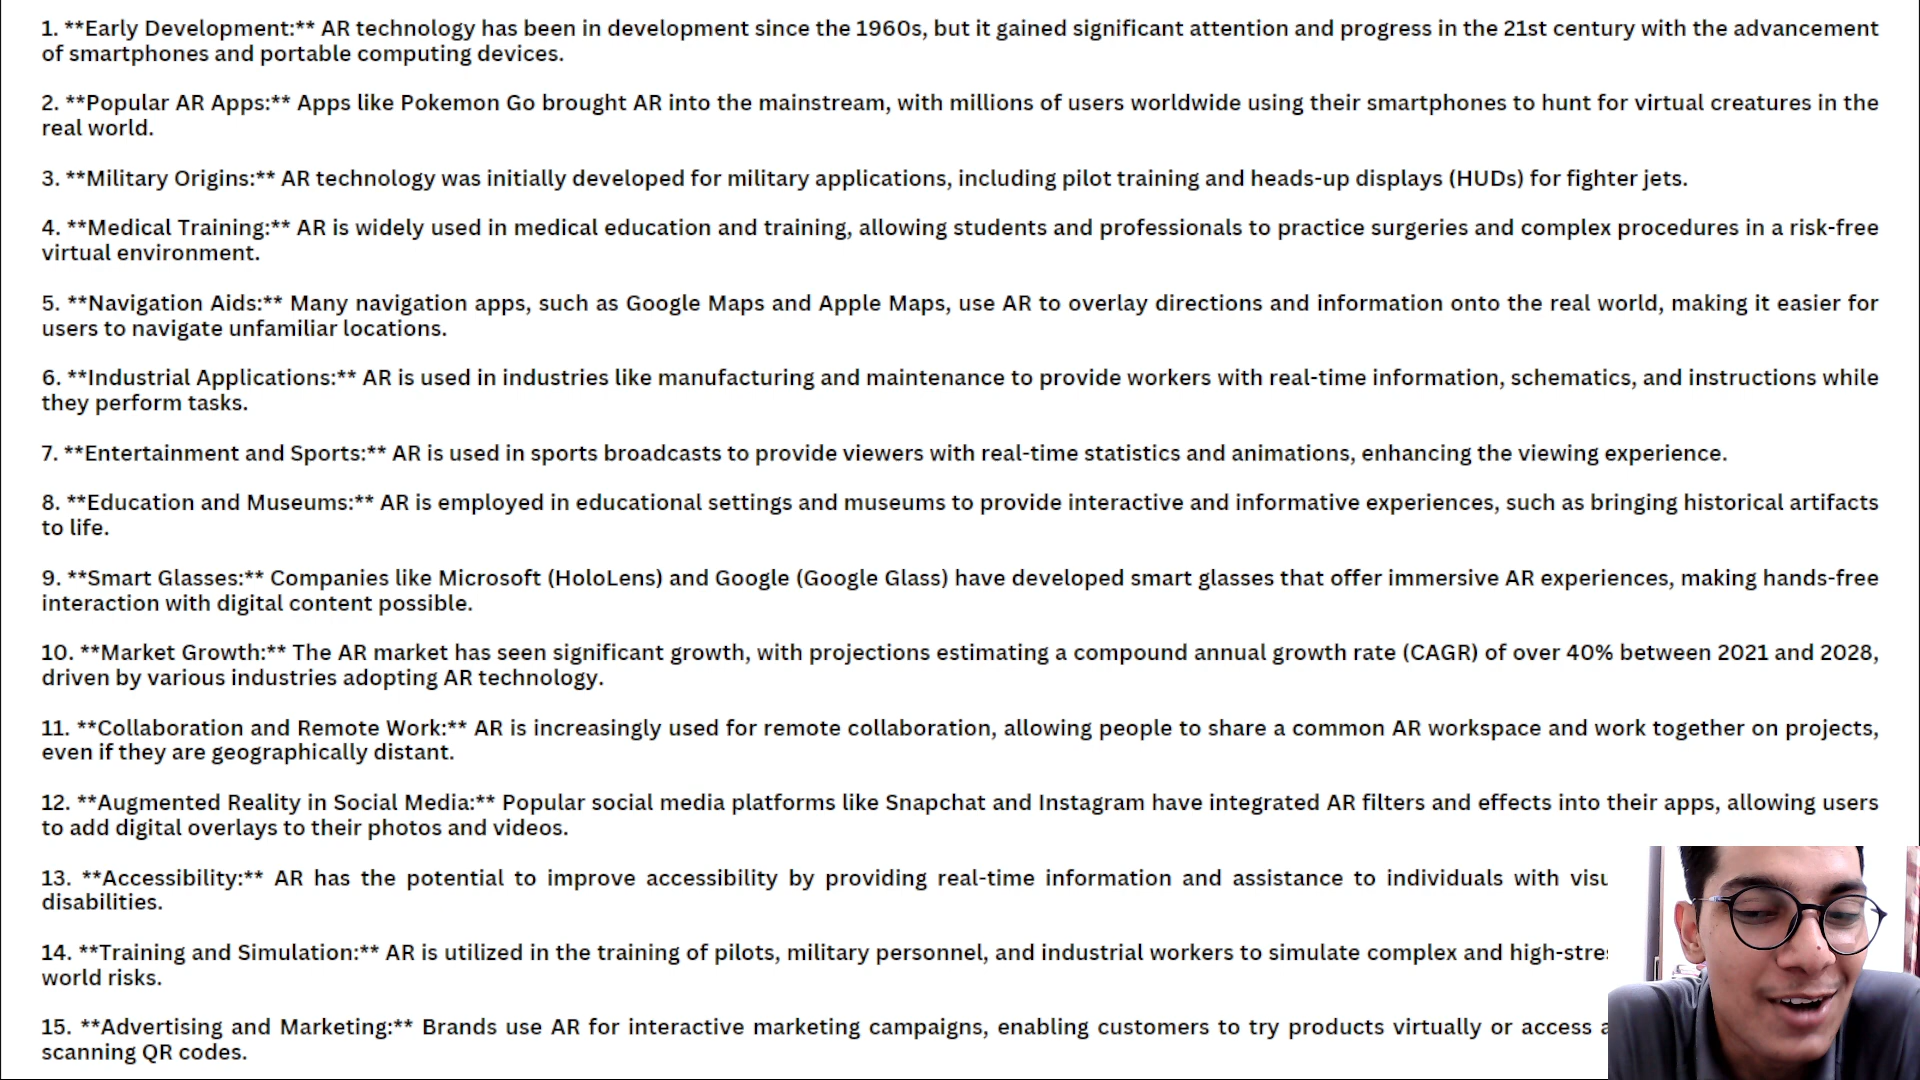 1. **Early Development:** AR technology has been in development since the 1960s, but it gained significant attention and progress in the 21st century with the advancement
of smartphones and portable computing devices.
2. **Popular AR Apps:** Apps like Pokemon Go brought AR into the mainstream, with millions of users worldwide using their smartphones to hunt for virtual creatures in the
real world.
3. **Military Origins:** AR technology was initially developed for military applications, including pilot training and heads-up displays (HUDs) for fighter jets.
4. **Medical Training:** AR is widely used in medical education and training, allowing students and professionals to practice surgeries and complex procedures in a risk-free
virtual environment.
5. **Navigation Aids:** Many navigation apps, such as Google Maps and Apple Maps, use AR to overlay directions and information onto the real world, making it easier for
users to navigate unfamiliar locations.
6. **Industrial Applications:** AR is used in industries like manufacturing and maintenance to provide workers with real-time information, schematics, and instructions while
they perform tasks.
7. **Entertainment and Sports:** AR is used in sports broadcasts to provide viewers with real-time statistics and animations, enhancing the viewing experience.
8. **Education and Museums:** AR is employed in educational settings and museums to provide interactive and informative experiences, such as bringing historical artifacts
to life.
9. **Smart Glasses:** Companies like Microsoft (HoloLens) and Google (Google Glass) have developed smart glasses that offer immersive AR experiences, making hands-free
interaction with digital content possible.
10. **Market Growth:** The AR market has seen significant growth, with projections estimating a compound annual growth rate (CAGR) of over 40% between 2021 and 2028,
driven by various industries adopting AR technology.
11. **Collaboration and Remote Work:** AR is increasingly used for remote collaboration, allowing people to share a common AR workspace and work together on projects,
even if they are geographically distant.
12. **Augmented Reality in Social Media:** Popular social media platforms like Snapchat and Instagram have integrated AR filters and effects into their apps, allowing users
to add digital overlays to their photos and videos.
13. **Accessibility:** AR has the potential to improve accessibility by providing real-time information and assistance to individuals with
disabilities.
14. **Training and Simulation:** AR is utilized in the training of pilots, military personnel, and industrial workers to simulate complex and
world risks.
15. **Advertising and Marketing:** Brands use AR for interactive marketing campaigns, enabling customers to try products virtually or access
scanning QR codes.